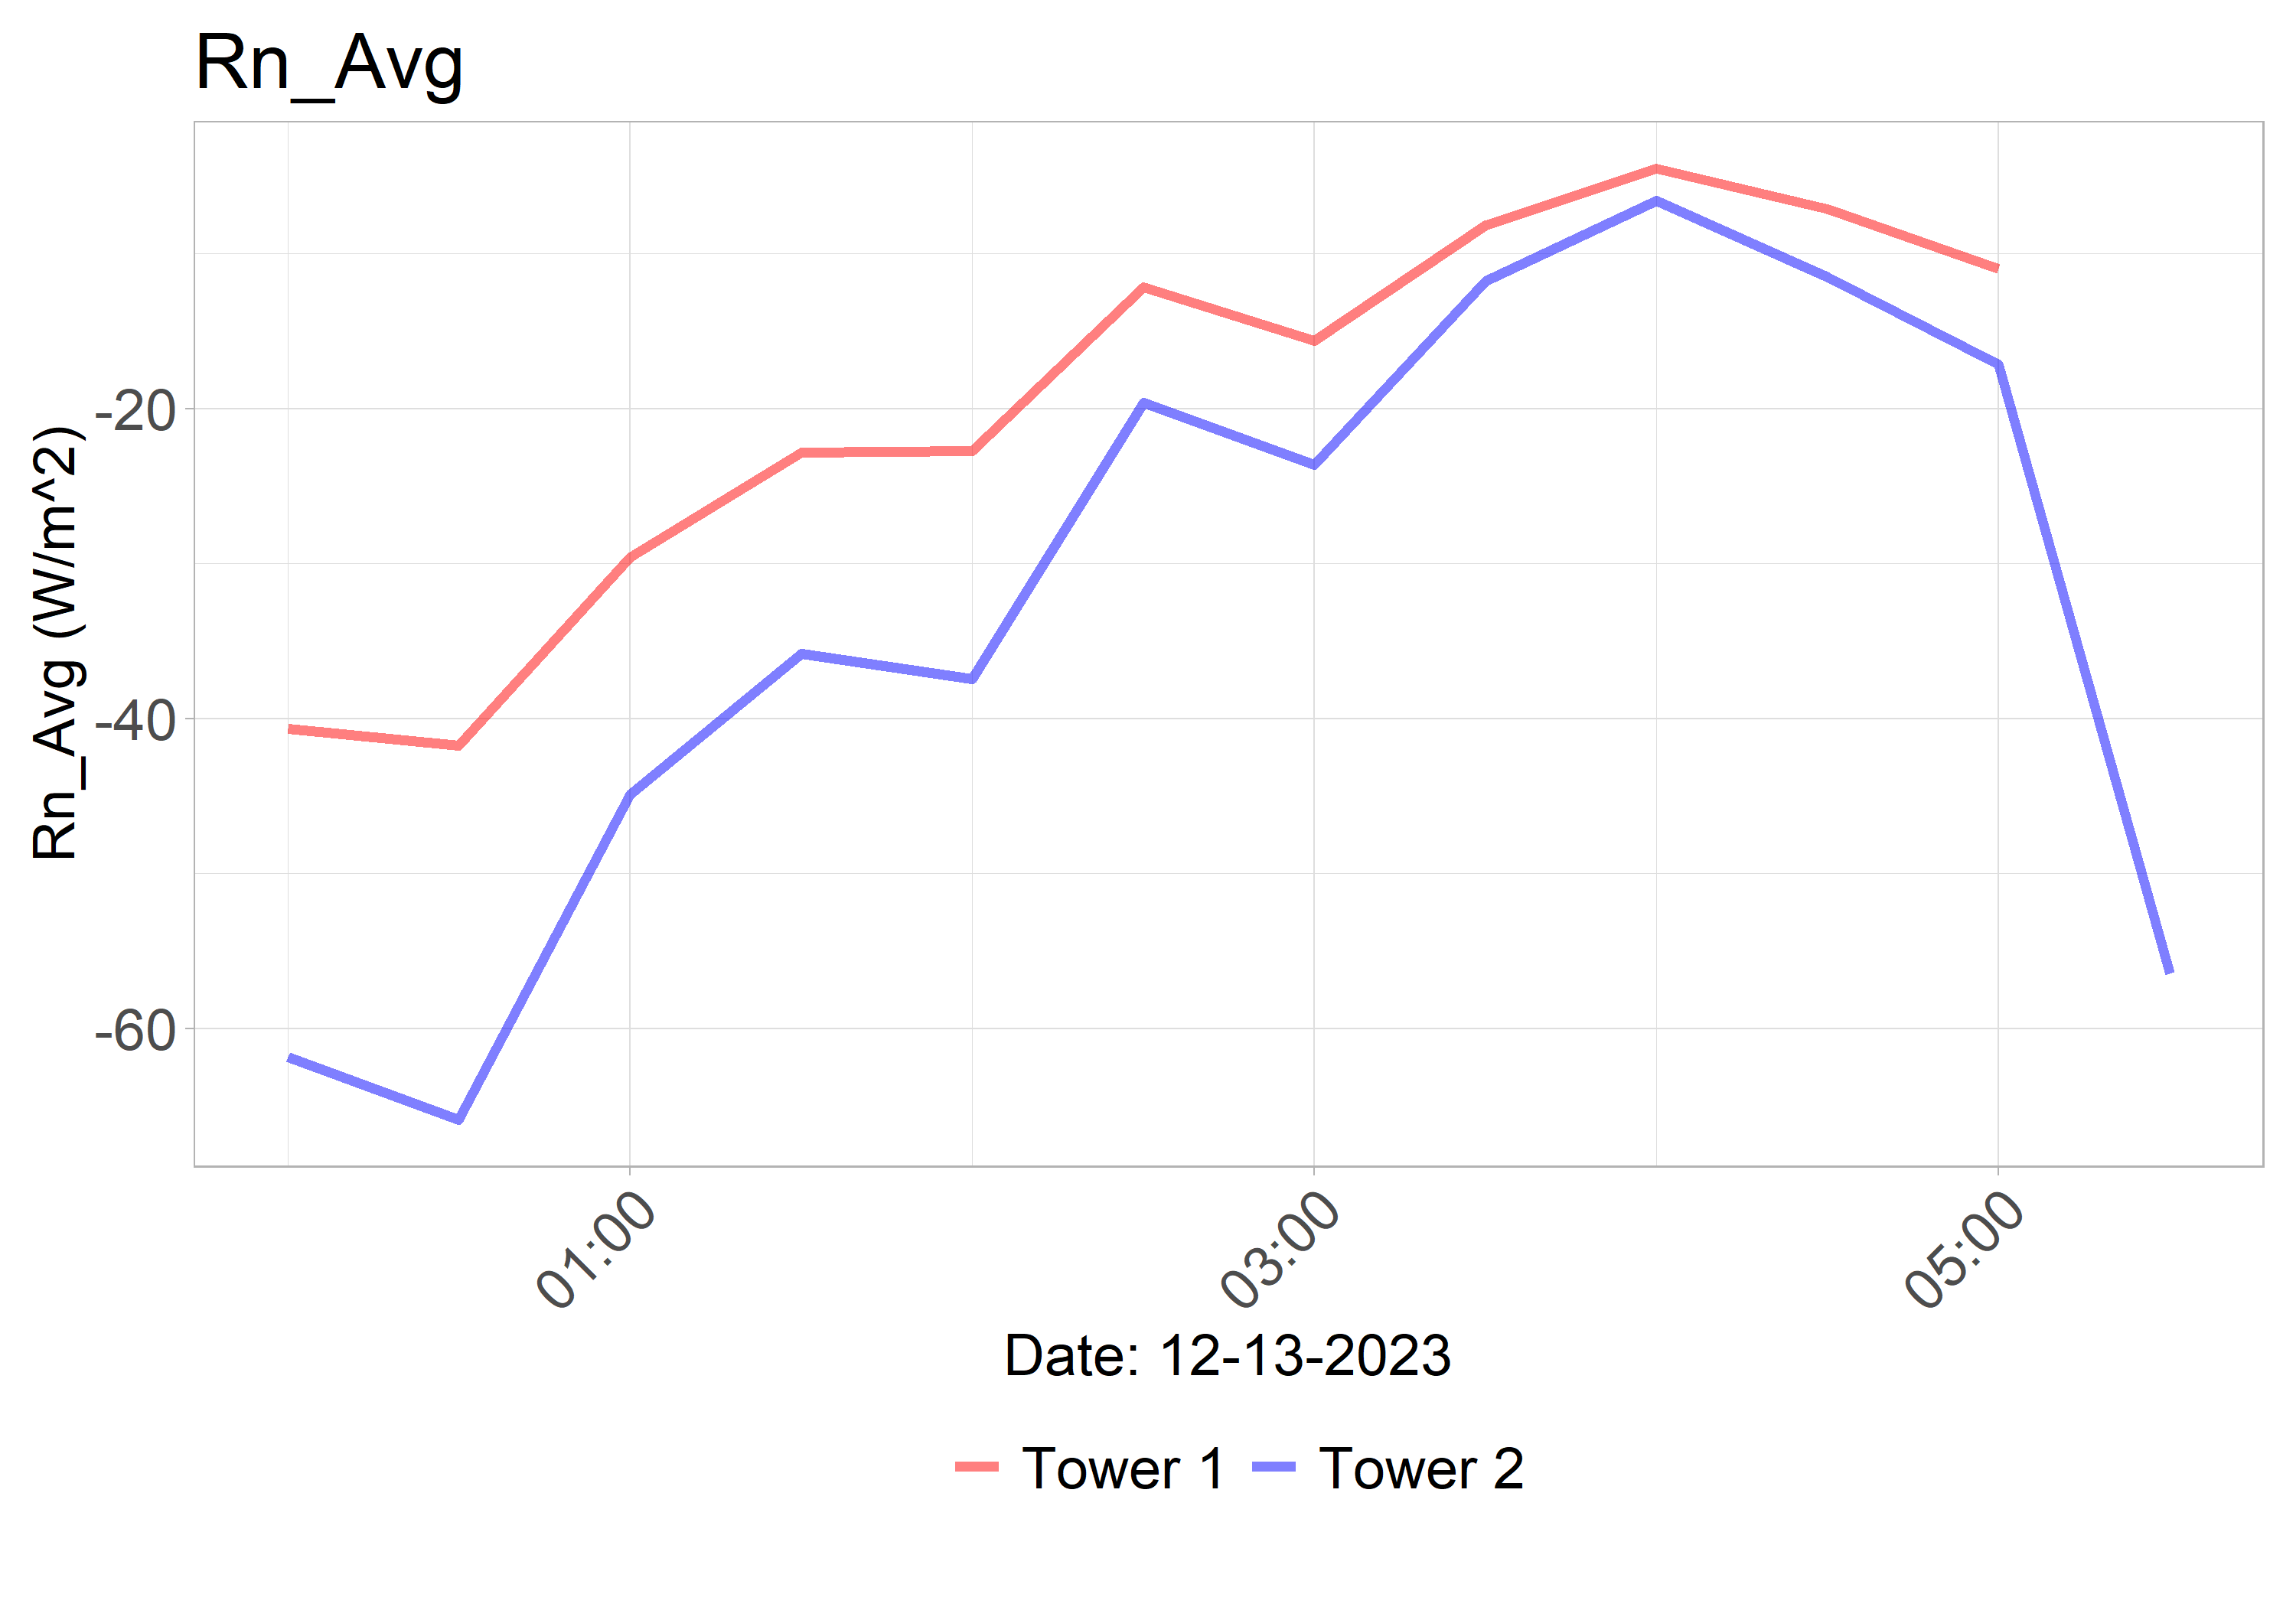 Rn_Avg
Rn_Avg (W/m^2)
-20
-40
-60
01:00
03:00
05:00
Date: 12-13-2023
Tower 1
Tower 2